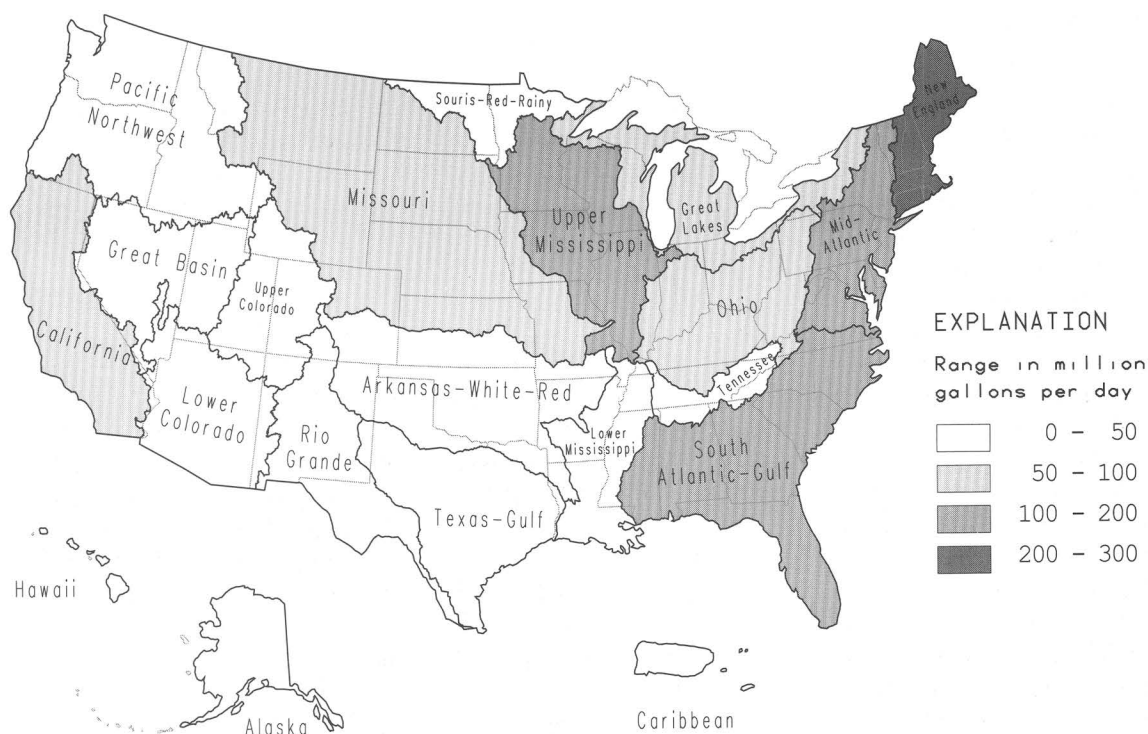 Pacific
Northwest
Souris-Red-Rainy
New
England
Missouri
Upper
Mississippi
Great
Lakes
Mid-
Atlantic
Great Basin
Upper
Colorado
Ohio
California
Tennessee
Arkansas-White-Red
Lower
Colorado
Rio
Grande
Lower
Mississippi
South
Atlantic-Gulf
Texas-Gulf
Hawaii
Alaska
Caribbean
EXPLANATION
Range in million
gallons per day
0 - 50
50 - 100
100 - 200
200 - 300